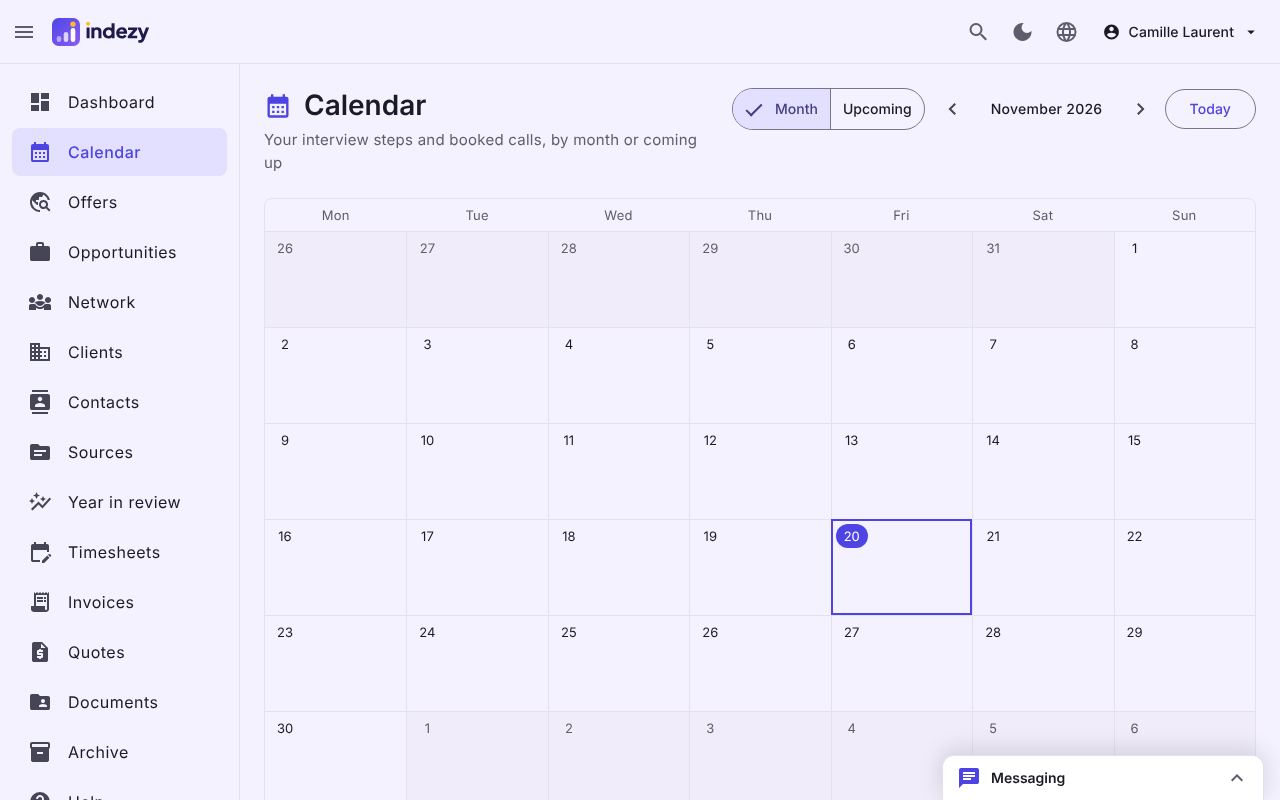 indezy
Camille Laurent
Dashboard
Calendar
Offers
Opportunities
Network
Clients
Contacts
Sources
Year in review
Timesheets
Invoices
Quotes
Documents
Archive
Help
Calendar
Your interview steps and booked calls, by month or coming
up
Month
Upcoming
November 2026
Today
Mon Tue Wed Thu Fri Sat Sun
26 27 28 29 30 31 1
2 3 4 5 6 7 8
9 10 11 12 13 14 15
16 17 18 19 20 21 22
23 24 25 26 27 28 29
30 1 2 3 4 5 6
Messaging